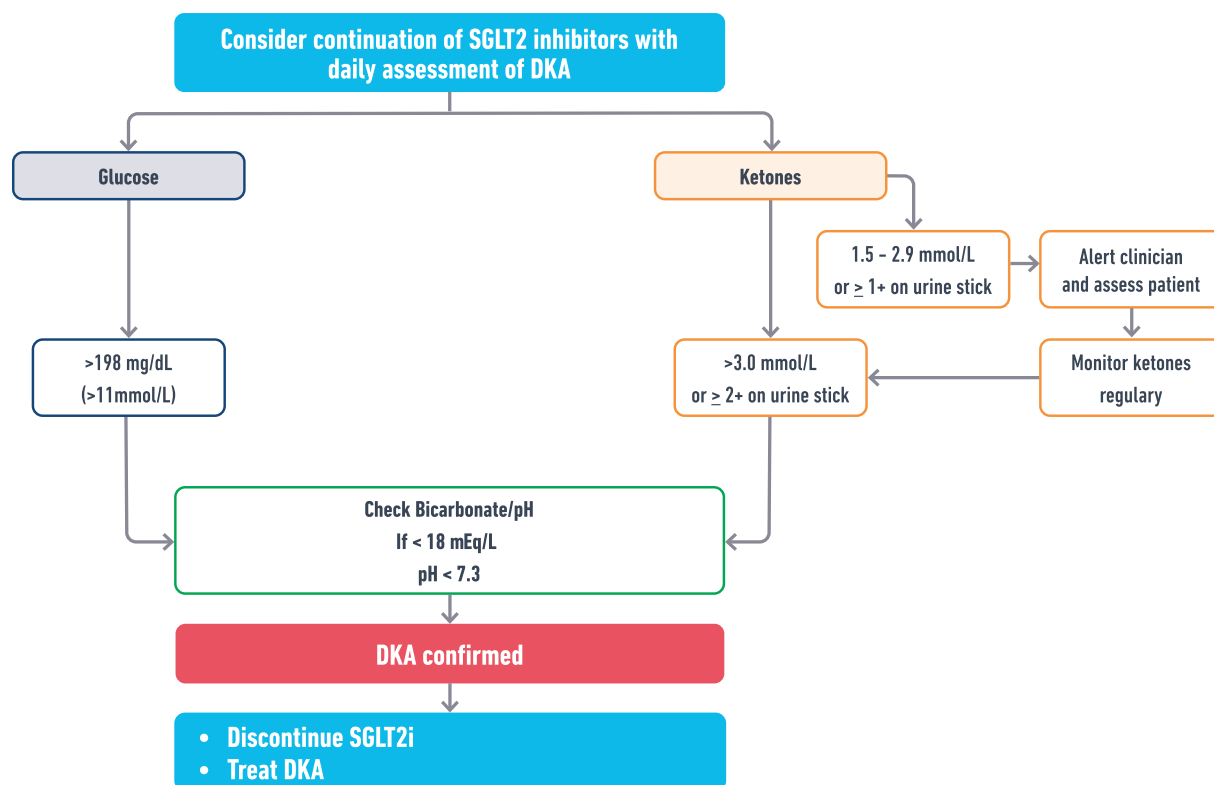 Consider continuation of SGLT2 inhibitors with
daily assessment of DKA
Glucose
Ketones
1.5 – 2.9 mmol/L
or ≥ 1+ on urine stick
Alert clinician
and assess patient
>198 mg/dL
(>11mmol/L)
>3.0 mmol/L
or ≥ 2+ on urine stick
Monitor ketones
regulary
Check Bicarbonate/pH
If < 18 mEq/L
pH < 7.3
DKA confirmed
• Discontinue SGLT2i
• Treat DKA